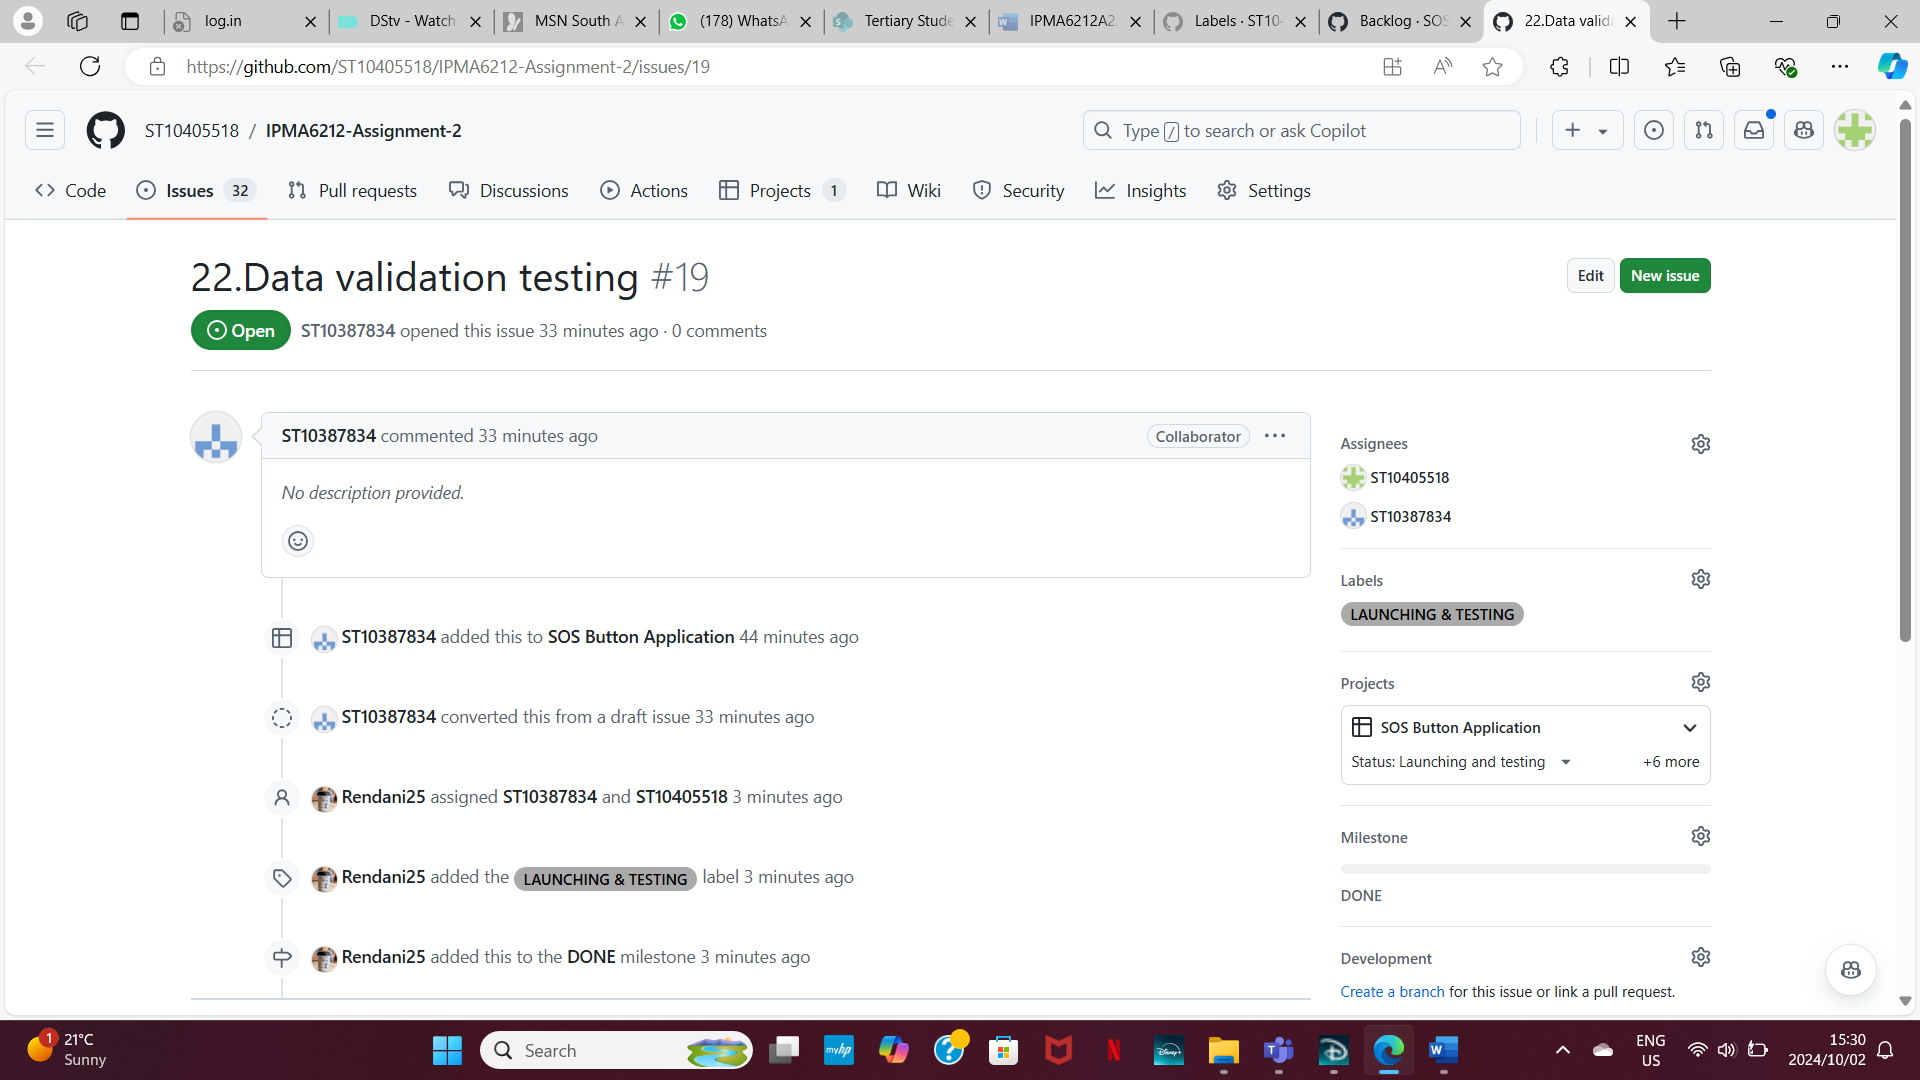 log.in
DStv - Watch
MSN South A
(178) WhatsA
Tertiary Stude
IPMA6212A2.
Labels · ST104
Backlog · SOS
22.Data valida
https://github.com/ST10405518/IPMA6212-Assignment-2/issues/19
ST10405518 / IPMA6212-Assignment-2
Type / to search or ask Copilot
Code
Issues 32
Pull requests
Discussions
Actions
Projects 1
Wiki
Security
Insights
Settings
22.Data validation testing #19
Edit
New issue
Open
ST10387834 opened this issue 33 minutes ago · 0 comments
ST10387834 commented 33 minutes ago
Collaborator
No description provided.
ST10387834 added this to SOS Button Application 44 minutes ago
ST10387834 converted this from a draft issue 33 minutes ago
Rendani25 assigned ST10387834 and ST10405518 3 minutes ago
Rendani25 added the LAUNCHING & TESTING label 3 minutes ago
Rendani25 added this to the DONE milestone 3 minutes ago
Assignees
ST10405518
ST10387834
Labels
LAUNCHING & TESTING
Projects
SOS Button Application
Status: Launching and testing
+6 more
Milestone
DONE
Development
Create a branch for this issue or link a pull request.
1
21°C
Sunny
Search
myhp
Disney+
ENG
US
15:30
2024/10/02